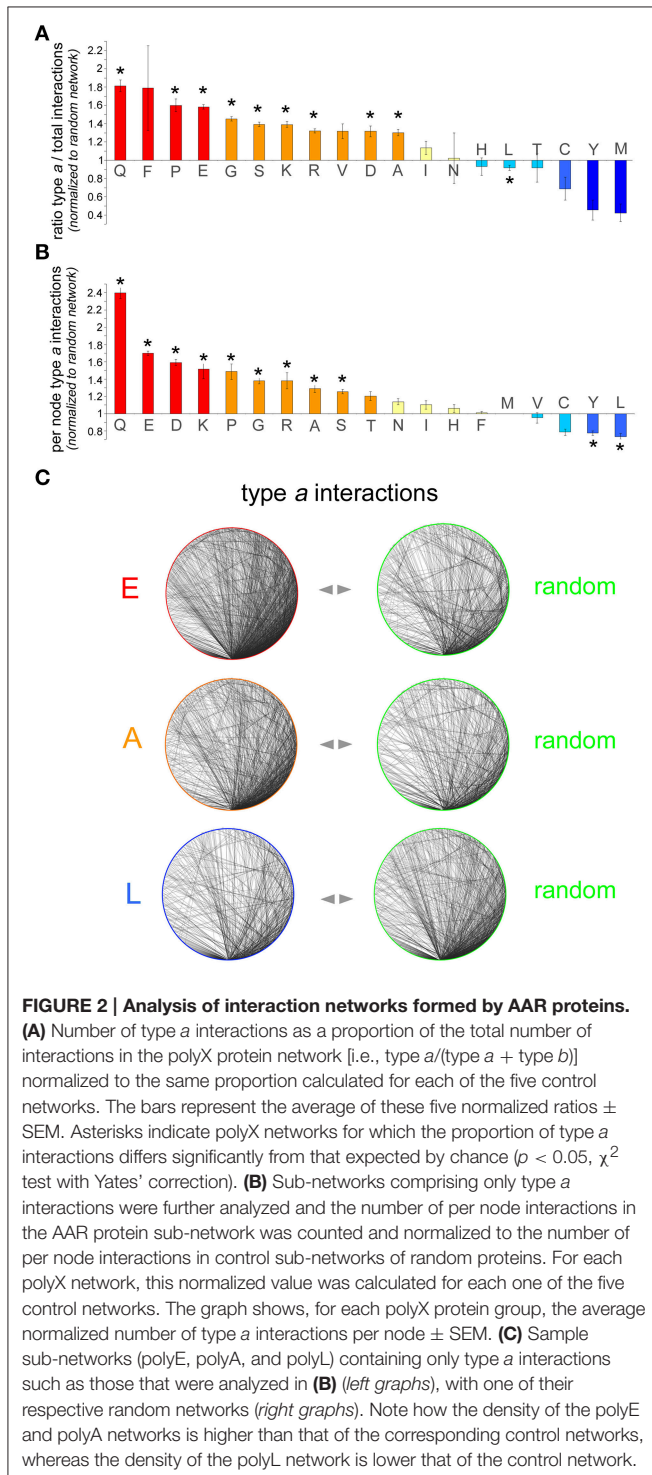 A
ratio type a / total interactions
(normalized to random network)
2.2
2
1.8
1.6
1.4
1.2
1
0.8
0.6
0.4
* * * * * * * * *
H L T C Y M
Q F P E G S K R V D A I N
*
B
per node type a interactions
(normalized to random network)
2.4
2.2
2
1.8
1.6
1.4
1.2
1
0.8
* * * * * * * * *
M V C Y L
Q E D K P G R A S T N I H F
* *
C
type a interactions
E random
A random
L random
FIGURE 2 | Analysis of interaction networks formed by AAR proteins.
(A) Number of type a interactions as a proportion of the total number of
interactions in the polyX protein network [i.e., type a/(type a + type b)]
normalized to the same proportion calculated for each of the five control
networks. The bars represent the average of these five normalized ratios ±
SEM. Asterisks indicate polyX networks for which the proportion of type a
interactions differs significantly from that expected by chance (p < 0.05, χ²
test with Yates' correction). (B) Sub-networks comprising only type a
interactions were further analyzed and the number of per node interactions in
the AAR protein sub-network was counted and normalized to the number of
per node interactions in control sub-networks of random proteins. For each
polyX network, this normalized value was calculated for each one of the five
control networks. The graph shows, for each polyX protein group, the average
normalized number of type a interactions per node ± SEM. (C) Sample
sub-networks (polyE, polyA, and polyL) containing only type a interactions
such as those that were analyzed in (B) (left graphs), with one of their
respective random networks (right graphs). Note how the density of the polyE
and polyA networks is higher than that of the corresponding control networks,
whereas the density of the polyL network is lower that of the control network.